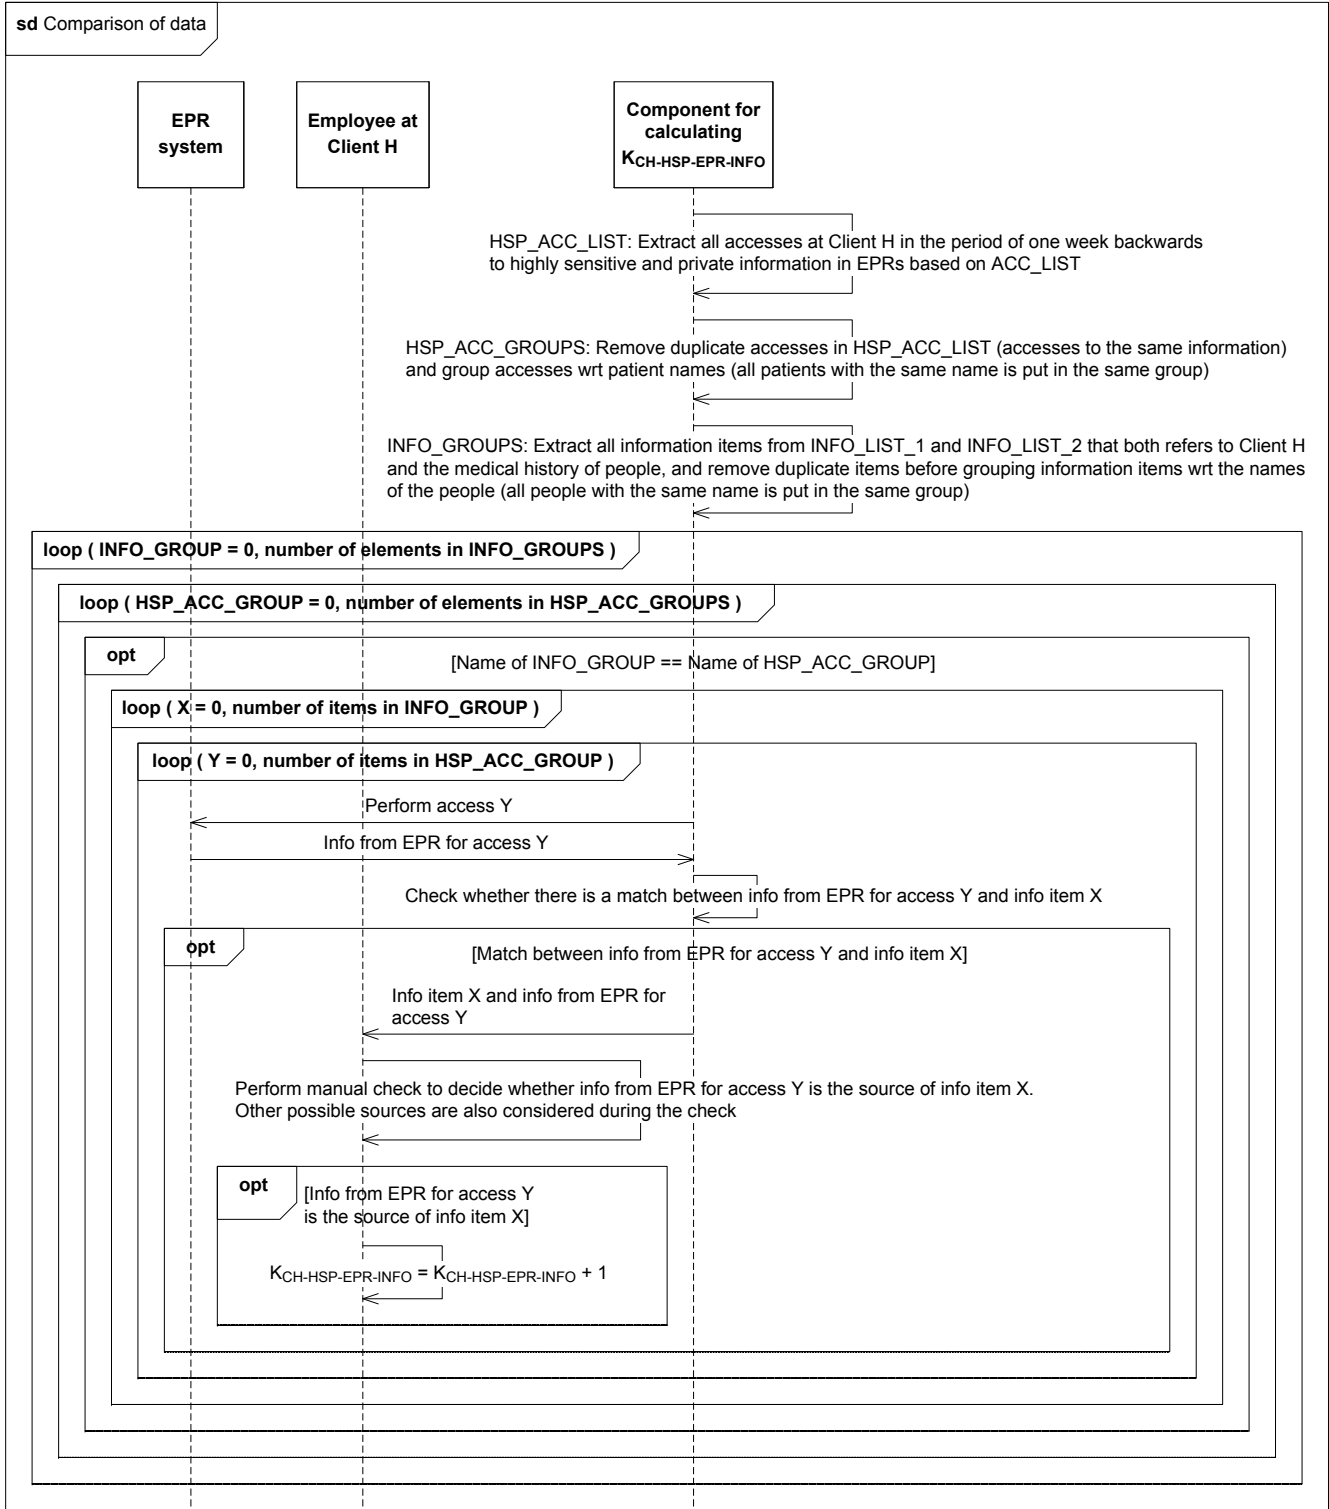 sd Comparison of data
EPR
system
Employee at
Client H
Component for
calculating
KCH-HSP-EPR-INFO
HSP_ACC_LIST: Extract all accesses at Client H in the period of one week backwards
to highly sensitive and private information in EPRs based on ACC_LIST
HSP_ACC_GROUPS: Remove duplicate accesses in HSP_ACC_LIST (accesses to the same information)
and group accesses wrt patient names (all patients with the same name is put in the same group)
INFO_GROUPS: Extract all information items from INFO_LIST_1 and INFO_LIST_2 that both refers to Client H
and the medical history of people, and remove duplicate items before grouping information items wrt the names
of the people (all people with the same name is put in the same group)
loop ( INFO_GROUP = 0, number of elements in INFO_GROUPS )
loop ( HSP_ACC_GROUP = 0, number of elements in HSP_ACC_GROUPS )
opt
[Name of INFO_GROUP == Name of HSP_ACC_GROUP]
loop ( X = 0, number of items in INFO_GROUP )
loop ( Y = 0, number of items in HSP_ACC_GROUP )
Perform access Y
Info from EPR for access Y
Check whether there is a match between info from EPR for access Y and info item X
opt
[Match between info from EPR for access Y and info item X]
Info item X and info from EPR for
access Y
Perform manual check to decide whether info from EPR for access Y is the source of info item X.
Other possible sources are also considered during the check
opt
[Info from EPR for access Y
is the source of info item X]
KCH-HSP-EPR-INFO = KCH-HSP-EPR-INFO + 1